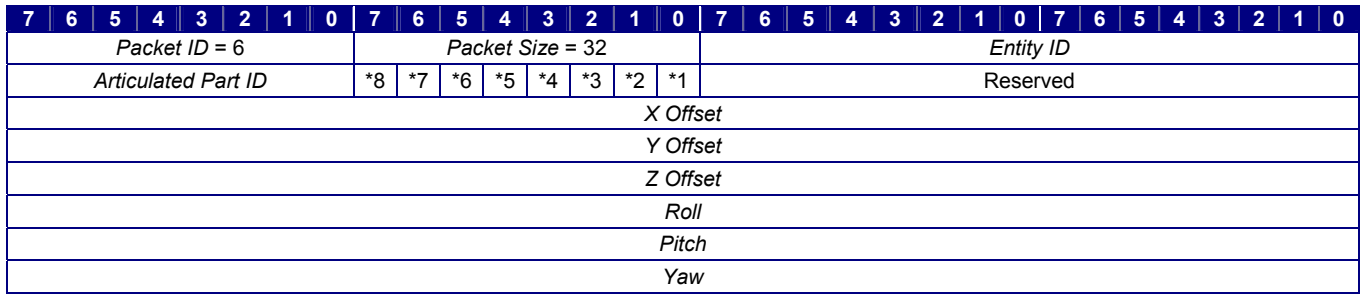 7 6 5 4 3 2 1 0 7 6 5 4 3 2 1 0 7 6 5 4 3 2 1 0 7 6 5 4 3 2 1 0
Packet ID = 6 Packet Size = 32 Entity ID
Articulated Part ID *8 *7 *6 *5 *4 *3 *2 *1 Reserved
X Offset
Y Offset
Z Offset
Roll
Pitch
Yaw